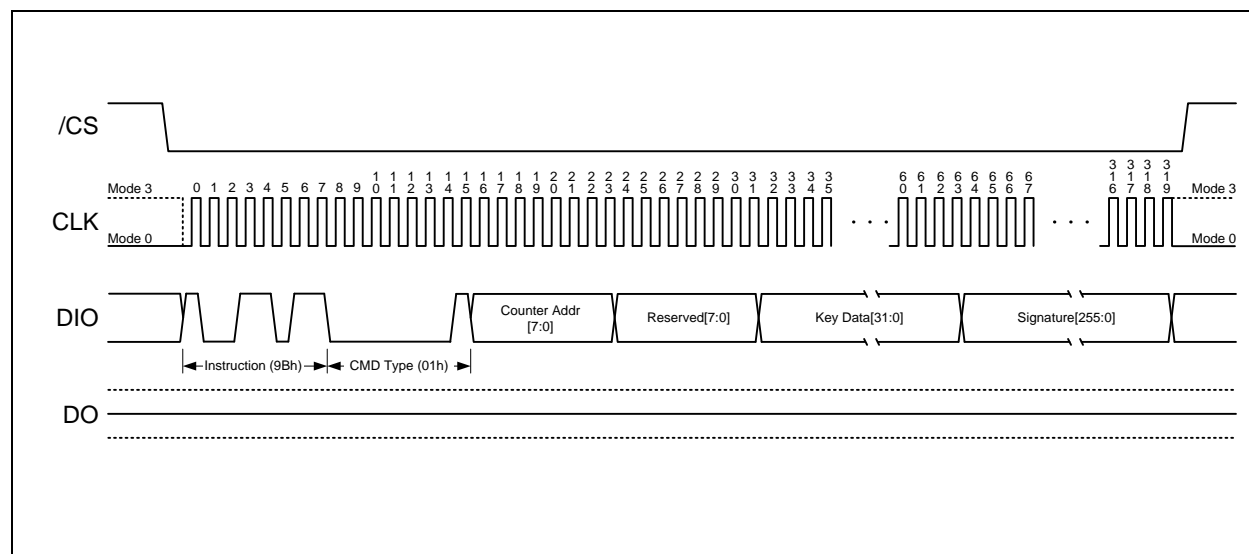 /CS
Mode 3 0 1 2 3 4 5 6 7 8 9 10 11 12 13 14 15 16 17 18 19 20 21 22 23 24 25 26 27 28 29 30 31 32 33 34 35 60 61 62 63 64 65 66 67 316 317 318 319 Mode 3
CLK
Mode 0 Mode 0
DIO
Counter Addr
[7:0]
Reserved[7:0]
Key Data[31:0]
Signature[255:0]
Instruction (9Bh) CMD Type (01h)
DO